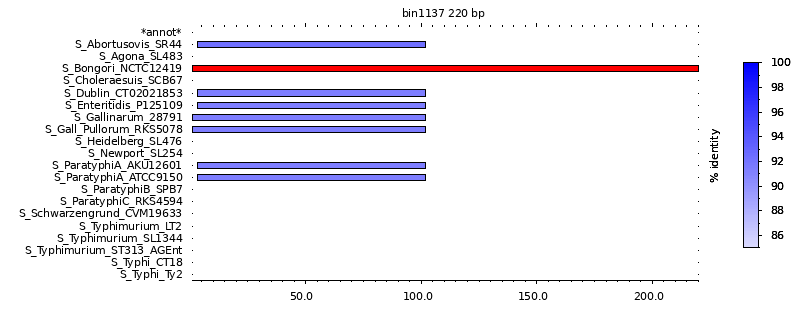 bin1137 220 bp
*annot*
S_Abortusovis_SR44
S_Agona_SL483
S_Bongori_NCTC12419
S_Choleraesuis_SCB67
S_Dublin_CT02021853
S_Enteritidis_P125109
S_Gallinarum_28791
S_Gall_Pullorum_RKS5078
S_Heidelberg_SL476
S_Newport_SL254
S_ParatyphiA_AKU12601
S_ParatyphiA_ATCC9150
S_ParatyphiB_SPB7
S_ParatyphiC_RKS4594
S_Schwarzengrund_CVM19633
S_Typhimurium_LT2
S_Typhimurium_SL1344
S_Typhimurium_ST313_AGEnt
S_Typhi_CT18
S_Typhi_Ty2
50.0 100.0 150.0 200.0
% identity
100
98
96
94
92
90
88
86